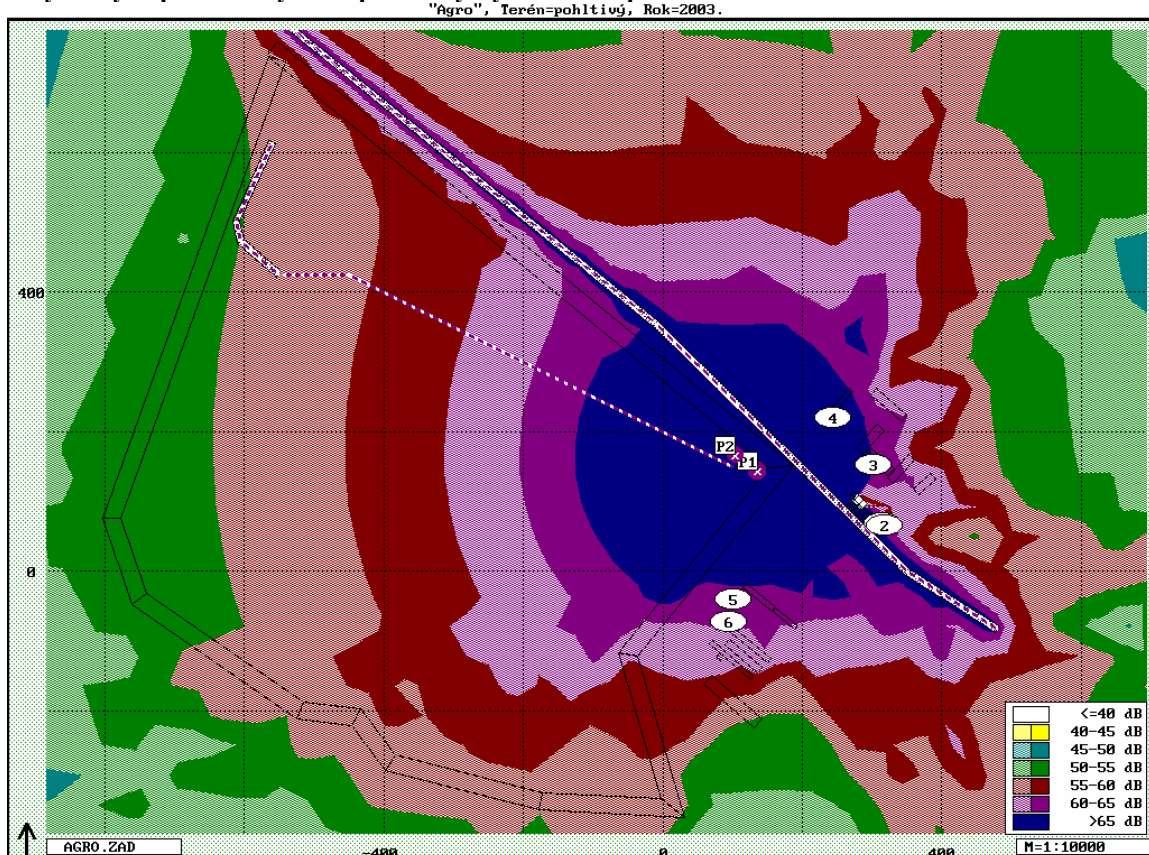 "Agro", Terén=pohltivý, Rok=2003.
400
4
P2
P1
3
2
0
5
6
<=40 dB
40-45 dB
45-50 dB
50-55 dB
55-60 dB
60-65 dB
>65 dB
AGRO.ZAD
-400
0
400
M=1:10000